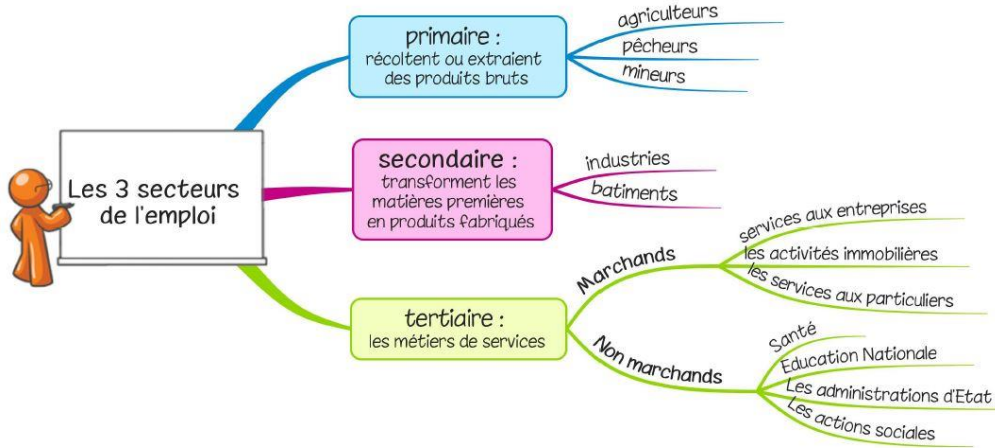 Les 3 secteurs
de l'emploi
primaire :
récoltent ou extraient
des produits bruts
agriculteurs
pêcheurs
mineurs
secondaire :
transforment les
matières premières
en produits fabriqués
industries
batiments
tertiaire :
les métiers de services
Marchands
services aux entreprises
les activités immobilières
les services aux particuliers
Non marchands
Santé
Education Nationale
Les administrations d'Etat
Les actions sociales